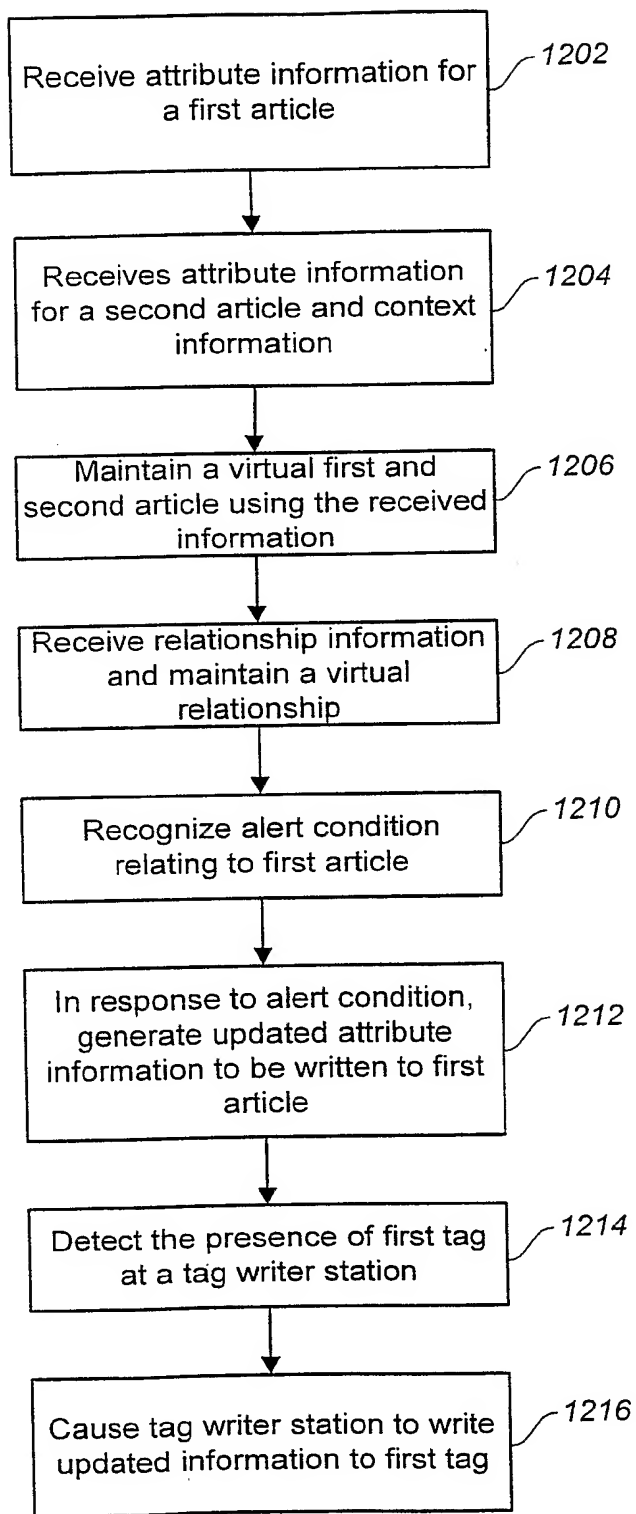 Receive attribute information for
a first article
1202
Receives attribute information
for a second article and context
information
1204
Maintain a virtual first and
second article using the received
information
1206
Receive relationship information
and maintain a virtual
relationship
1208
Recognize alert condition
relating to first article
1210
In response to alert condition,
generate updated attribute
information to be written to first
article
1212
Detect the presence of first tag
at a tag writer station
1214
Cause tag writer station to write
updated information to first tag
1216